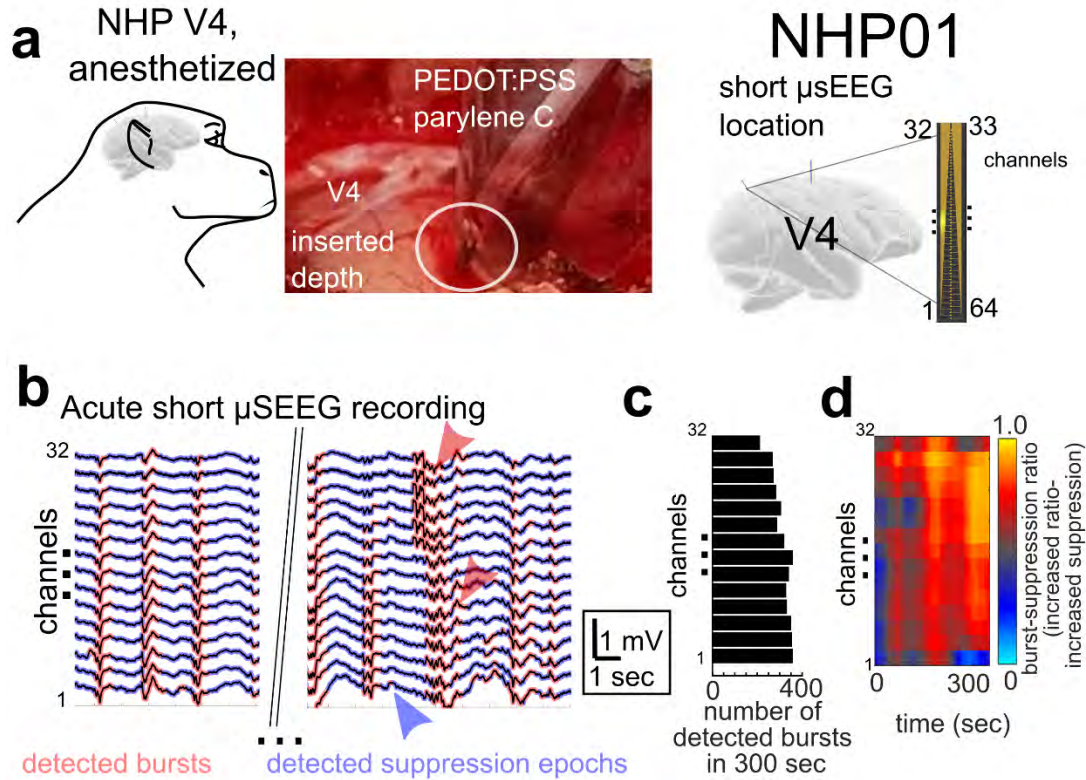 a
NHP V4,
anesthetized
PEDOT:PSS
parylene C
V4
inserted
depth
NHP01
short µsEEG
location
32
33
channels
V4
1
64
b
Acute short µSEEG recording
32
channels
1
1 mV
1 sec
detected bursts
detected suppression epochs
c
32
channels
1
0
400
number of
detected bursts
in 300 sec
d
32
channels
1
0
300
time (sec)
1.0
0
burst-suppression ratio
(increased ratio-
increased suppression)